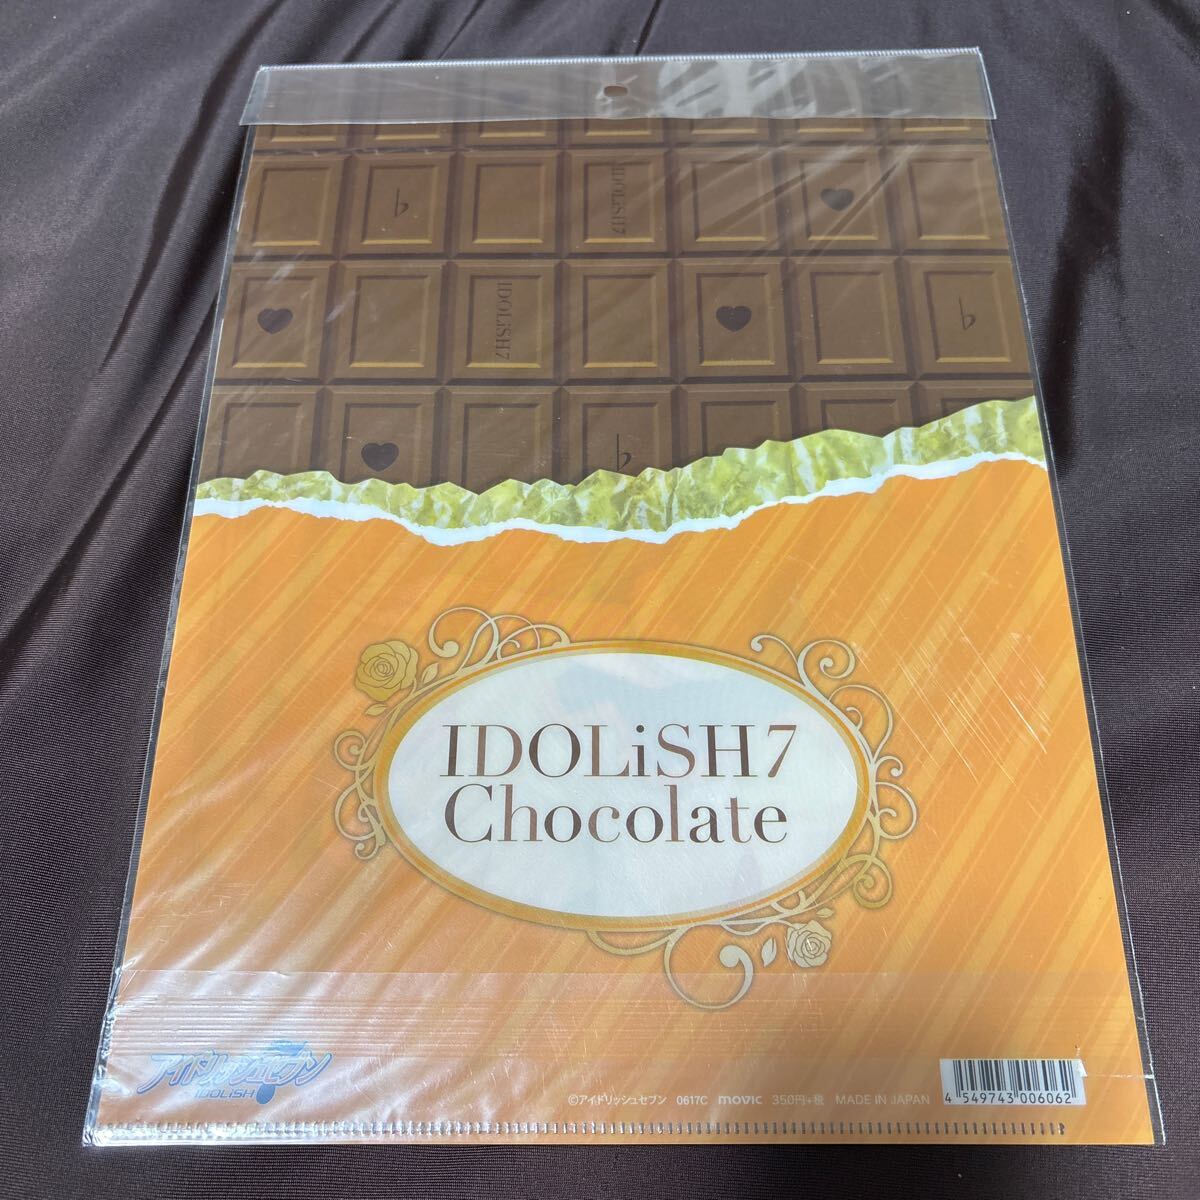 IDOLiSH7
IDOLiSH7
IDOLiSH7
Chocolate
アイドリッシュセブン
IDOLiSH
©アイドリッシュセブン 0617C movic 350円+税 MADE IN JAPAN
4 549743 006062